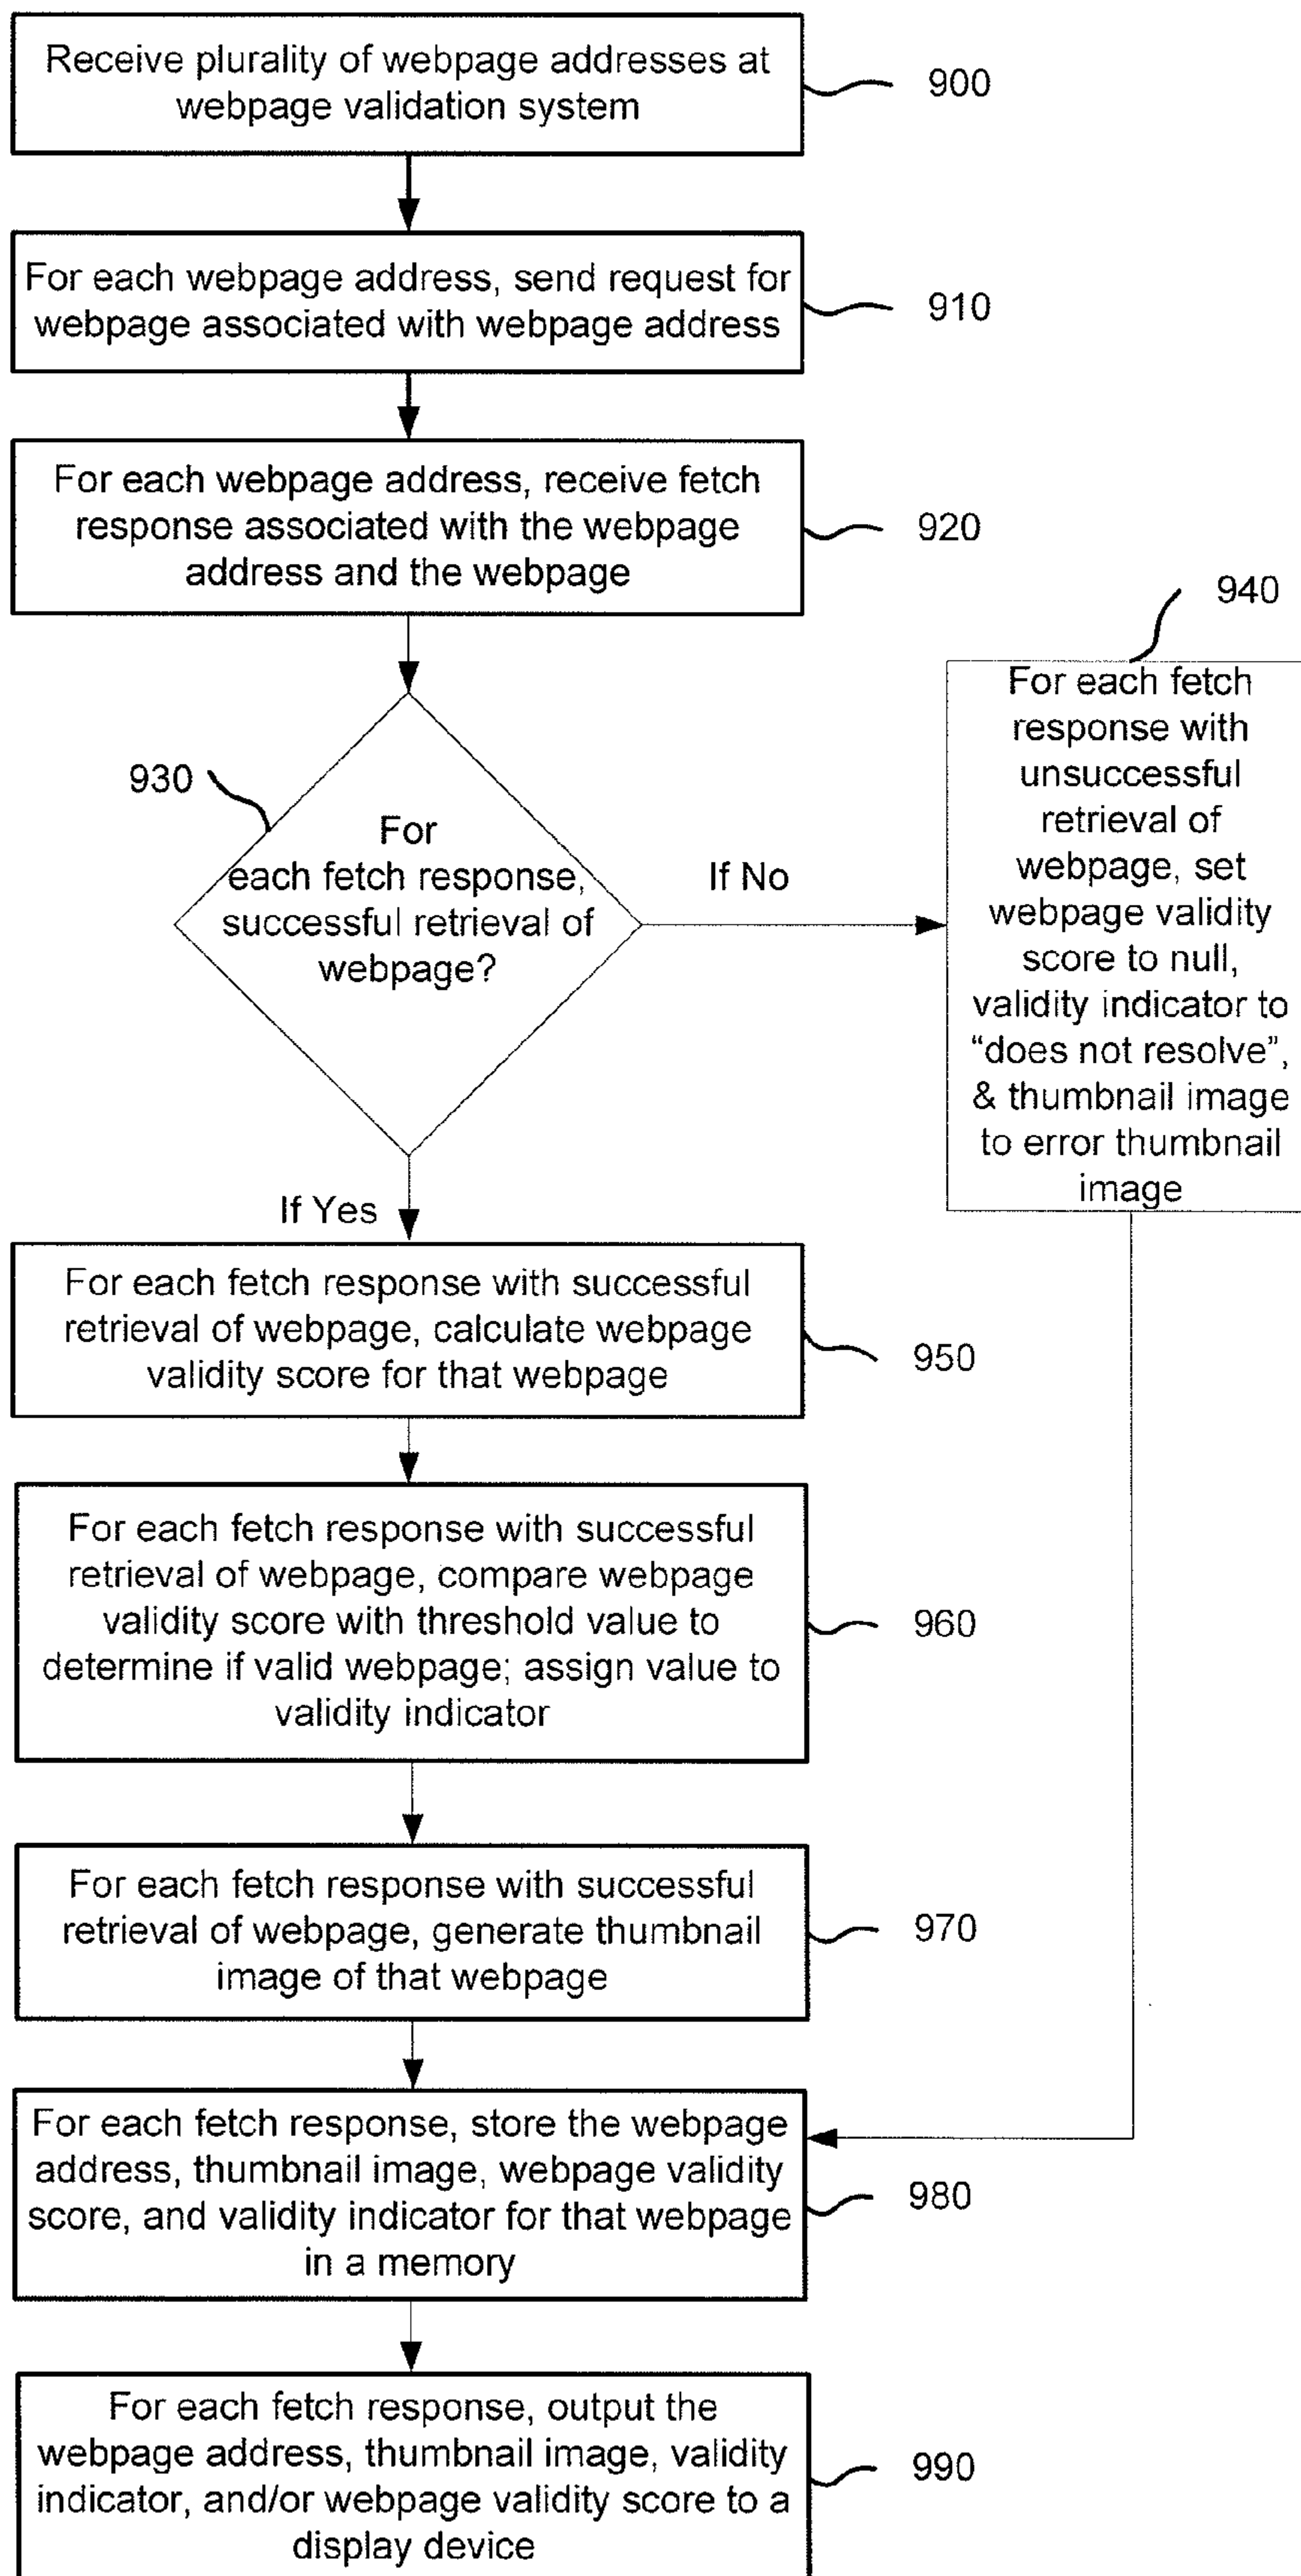 Receive plurality of webpage addresses at
webpage validation system
900
For each webpage address, send request for
webpage associated with webpage address
910
For each webpage address, receive fetch
response associated with the webpage
address and the webpage
920
930
For
each fetch response,
successful retrieval of
webpage?
If No
If Yes
940
For each fetch
response with
unsuccessful
retrieval of
webpage, set
webpage validity
score to null,
validity indicator to
“does not resolve”,
& thumbnail image
to error thumbnail
image
For each fetch response with successful
retrieval of webpage, calculate webpage
validity score for that webpage
950
For each fetch response with successful
retrieval of webpage, compare webpage
validity score with threshold value to
determine if valid webpage; assign value to
validity indicator
960
For each fetch response with successful
retrieval of webpage, generate thumbnail
image of that webpage
970
For each fetch response, store the webpage
address, thumbnail image, webpage validity
score, and validity indicator for that webpage
in a memory
980
For each fetch response, output the
webpage address, thumbnail image, validity
indicator, and/or webpage validity score to a
display device
990